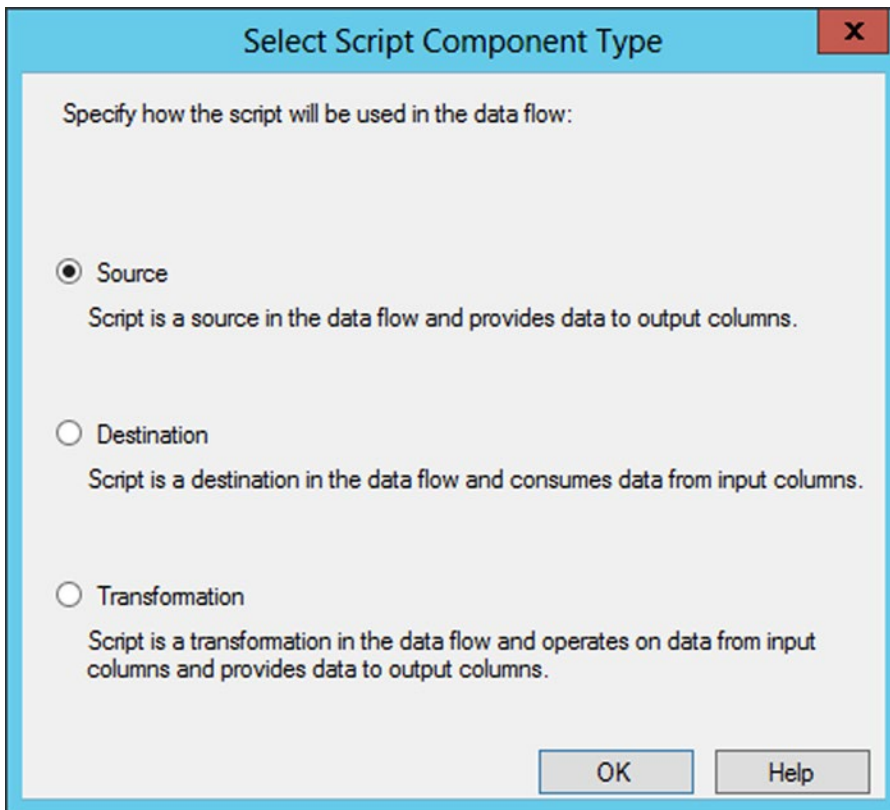 Select Script Component Type
x
Specify how the script will be used in the data flow:
Source
Script is a source in the data flow and provides data to output columns.
Destination
Script is a destination in the data flow and consumes data from input columns.
Transformation
Script is a transformation in the data flow and operates on data from input
columns and provides data to output columns.
OK Help